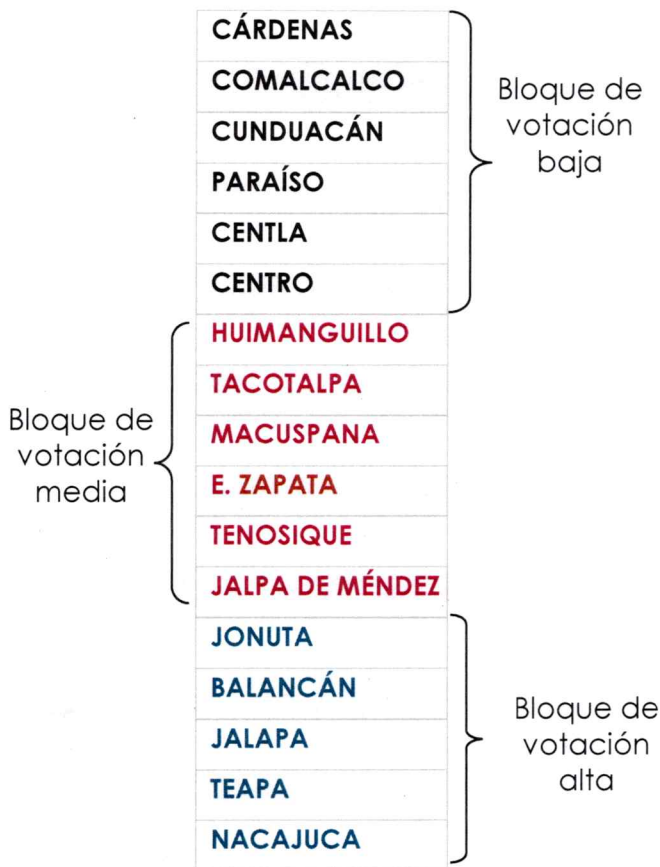 CÁRDENAS
COMALCALCO
CUNDUACÁN
PARAÍSO
CENTLA
CENTRO
Bloque de
votación
baja
HUIMANGUILLO
TACOTALPA
MACUSPANA
E. ZAPATA
TENOSIQUE
JALPA DE MÉNDEZ
Bloque de
votación
media
JONUTA
BALANCÁN
JALAPA
TEAPA
NACAJUCA
Bloque de
votación
alta